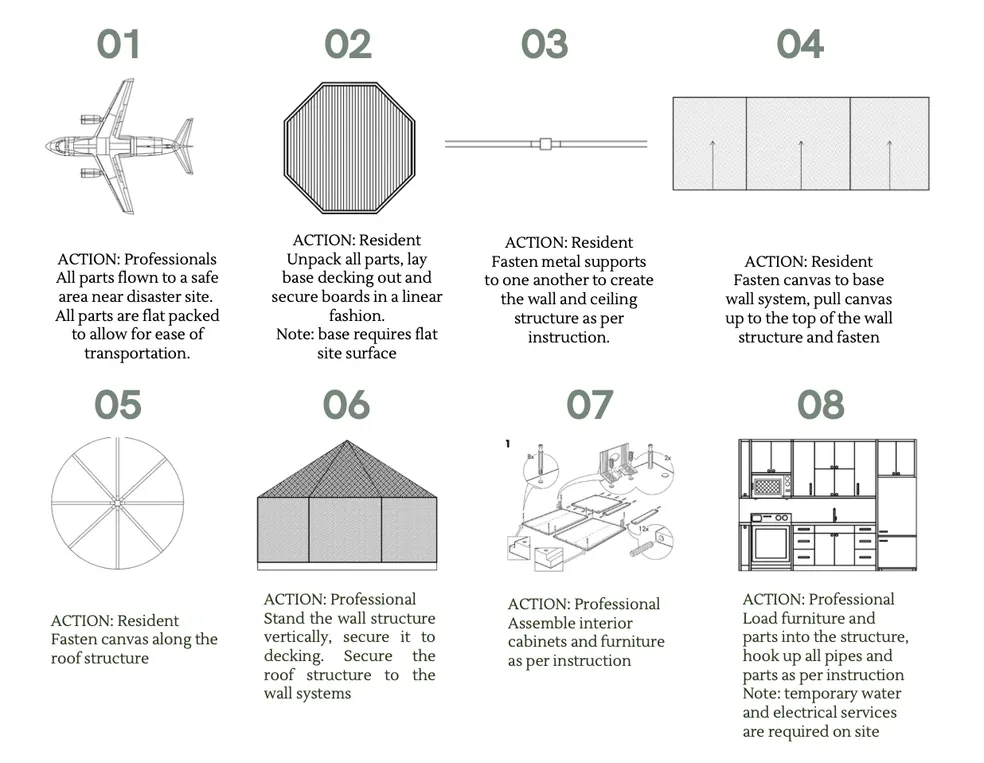 01
ACTION: Professionals
All parts flown to a safe
area near disaster site.
All parts are flat packed
to allow for ease of
transportation.
02
ACTION: Resident
Unpack all parts, lay
base decking out and
secure boards in a linear
fashion.
Note: base requires flat
site surface
03
ACTION: Resident
Fasten metal supports
to one another to create
the wall and ceiling
structure as per
instruction.
04
ACTION: Resident
Fasten canvas to base
wall system, pull canvas
up to the top of the wall
structure and fasten
05
ACTION: Resident
Fasten canvas along the
roof structure
06
ACTION: Professional
Stand the wall structure
vertically, secure it to
decking. Secure the
roof structure to the
wall systems
07
1
8x
2x
12x
ACTION: Professional
Assemble interior
cabinets and furniture
as per instruction
08
ACTION: Professional
Load furniture and
parts into the structure,
hook up all pipes and
parts as per instruction
Note: temporary water
and electrical services
are required on site